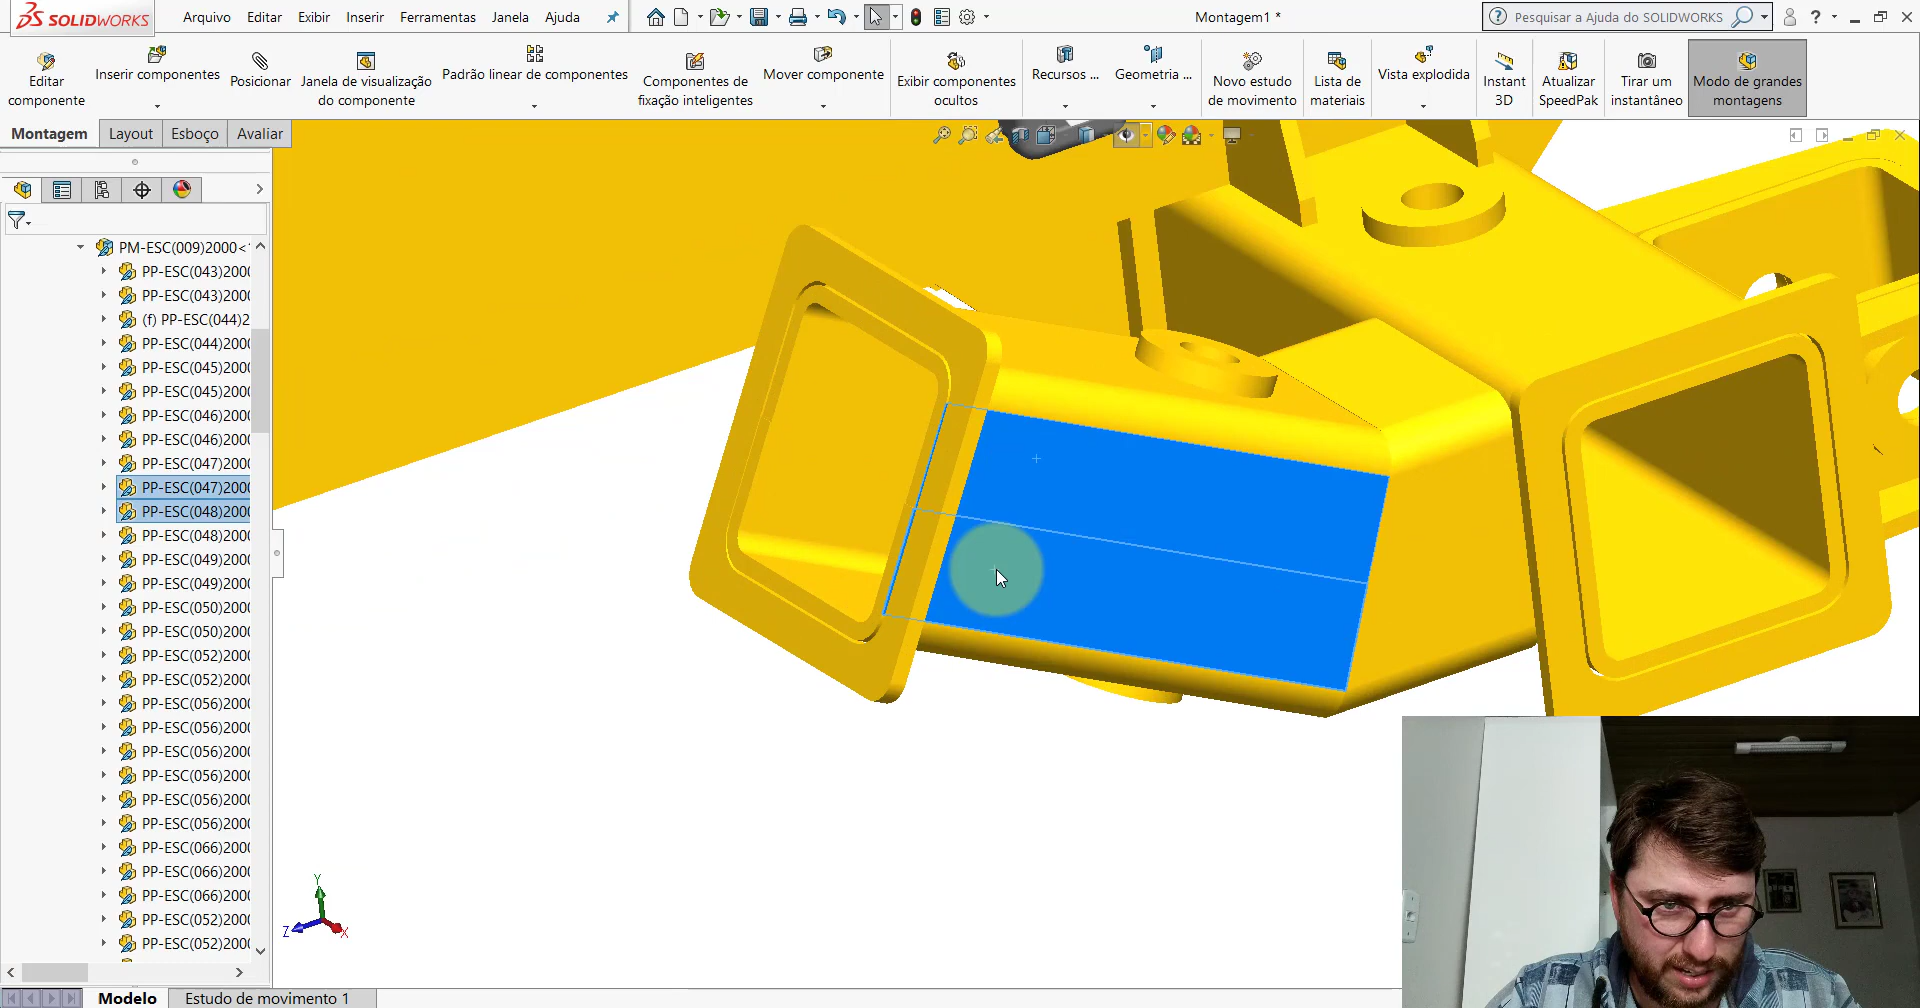 SOLIDWORKS
Arquivo
Editar
Exibir
Inserir
Ferramentas
Janela
Ajuda
Montagem1 *
Pesquisar a Ajuda do SOLIDWORKS
Editar
componente
Inserir componentes
Posicionar
Janela de visualização
do componente
Padrão linear de componentes
Componentes de
fixação inteligentes
Mover componente
Exibir componentes
ocultos
Recursos ...
Geometria ...
Novo estudo
de movimento
Lista de
materiais
Vista explodida
Instant
3D
Atualizar
SpeedPak
Tirar um
instantâneo
Modo de grandes
montagens
Montagem
Layout
Esboço
Avaliar
PM-ESC(009)2000<
PP-ESC(043)200
PP-ESC(043)200
(f) PP-ESC(044)2
PP-ESC(044)200
PP-ESC(045)200
PP-ESC(045)200
PP-ESC(046)200
PP-ESC(046)200
PP-ESC(047)200
PP-ESC(047)200
PP-ESC(048)200
PP-ESC(048)200
PP-ESC(049)200
PP-ESC(049)200
PP-ESC(050)200
PP-ESC(050)200
PP-ESC(052)200
PP-ESC(052)200
PP-ESC(056)200
PP-ESC(056)200
PP-ESC(056)200
PP-ESC(056)200
PP-ESC(056)200
PP-ESC(056)200
PP-ESC(066)200
PP-ESC(066)200
PP-ESC(066)200
PP-ESC(052)200
PP-ESC(052)200
Y
Z
X
Modelo
Estudo de movimento 1